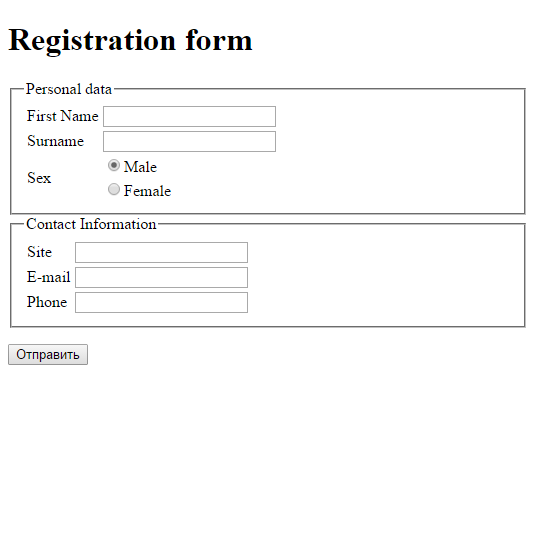 Registration form
Personal data
First Name
Surname
Sex
Male
Female
Contact Information
Site
E-mail
Phone
Отправить